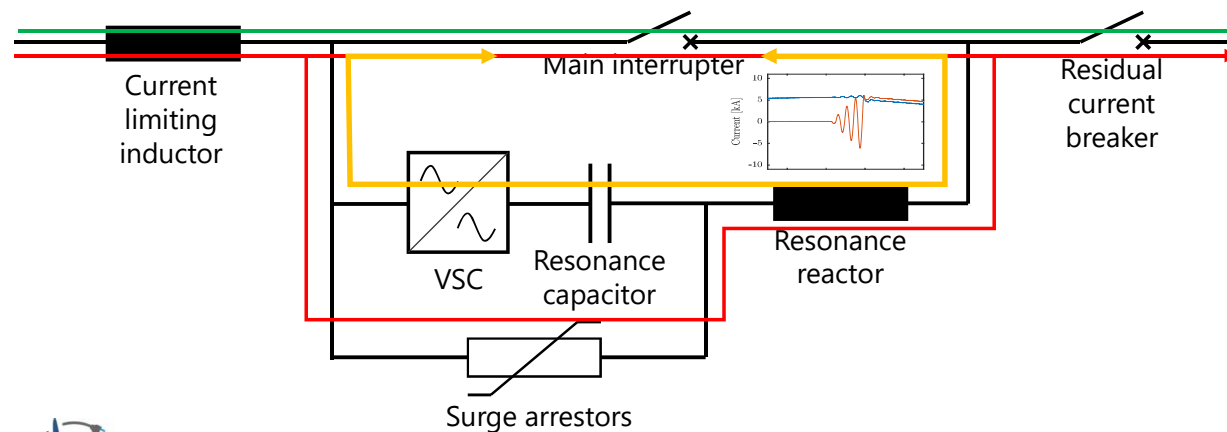 Current
limiting
inductor
Main interrupter
Residual
current
breaker
Current [kA]
10
5
0
−5
−10
VSC
Resonance
capacitor
Resonance
reactor
Surge arrestors